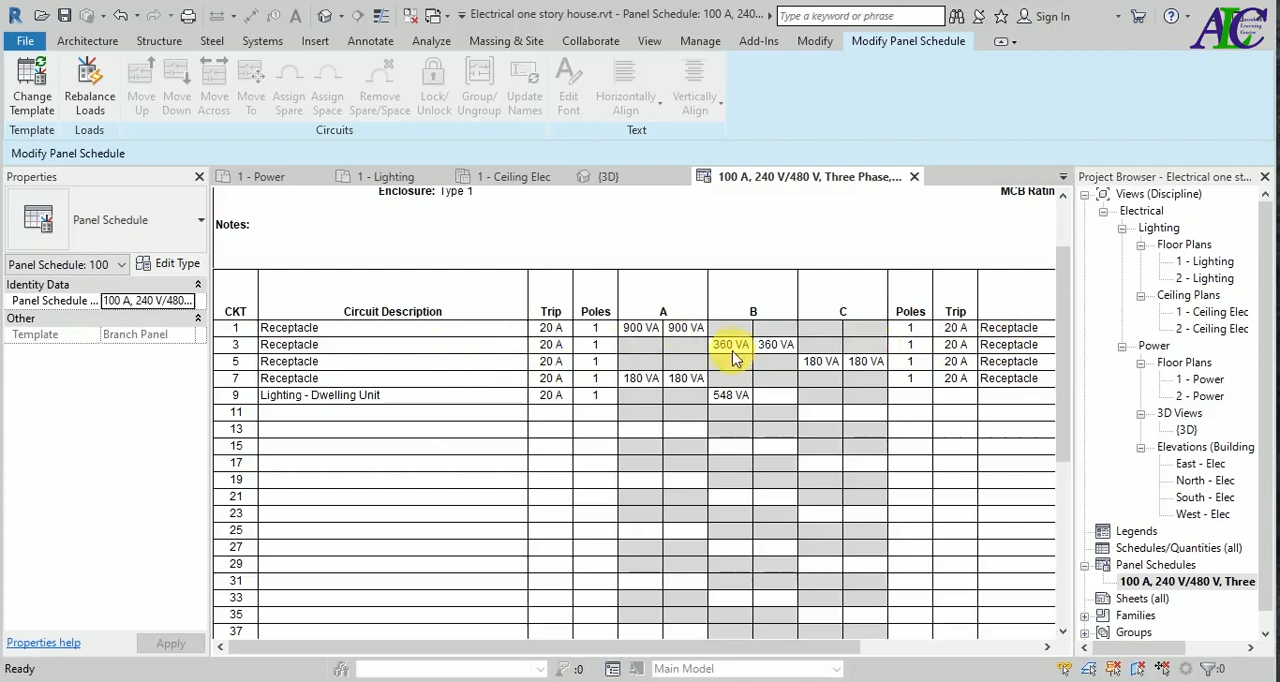 Electrical one story house.rvt - Panel Schedule: 100 A, 240...
Type a keyword or phrase
Sign In
ALC
File Architecture Structure Steel Systems Insert Annotate Analyze Massing & Site Collaborate View Manage Add-Ins Modify Modify Panel Schedule
Change Template
Rebalance Loads
Move Up
Move Down
Move Across
Move To
Assign Spare
Assign Space
Remove Spare/Space
Lock/ Unlock
Group/ Ungroup
Update Names
Edit Font
Horizontally Align
Vertically Align
Template Loads Circuits Text
Modify Panel Schedule
Properties
Panel Schedule
Panel Schedule: 100
Edit Type
Identity Data
Panel Schedule ... 100 A, 240 V/480...
Other
Template Branch Panel
Properties help
Apply
1 - Power 1 - Lighting 1 - Ceiling Elec {3D} 100 A, 240 V/480 V, Three Phase,...
Enclosure: Type 1 MCB Ratin
Notes:
CKT Circuit Description Trip Poles A B C Poles Trip
1 Receptacle 20 A 1 900 VA 900 VA 1 20 A Receptacle
3 Receptacle 20 A 1 360 VA 360 VA 1 20 A Receptacle
5 Receptacle 20 A 1 180 VA 180 VA 1 20 A Receptacle
7 Receptacle 20 A 1 180 VA 180 VA 1 20 A Receptacle
9 Lighting - Dwelling Unit 20 A 1 548 VA
11
13
15
17
19
21
23
25
27
29
31
33
35
37
Project Browser - Electrical one st...
Views (Discipline)
Electrical
Lighting
Floor Plans
1 - Lighting
2 - Lighting
Ceiling Plans
1 - Ceiling Elec
2 - Ceiling Elec
Power
Floor Plans
1 - Power
2 - Power
3D Views
{3D}
Elevations (Building
East - Elec
North - Elec
South - Elec
West - Elec
Legends
Schedules/Quantities (all)
Panel Schedules
100 A, 240 V/480 V, Three
Sheets (all)
Families
Groups
Ready
:0
Main Model
:0